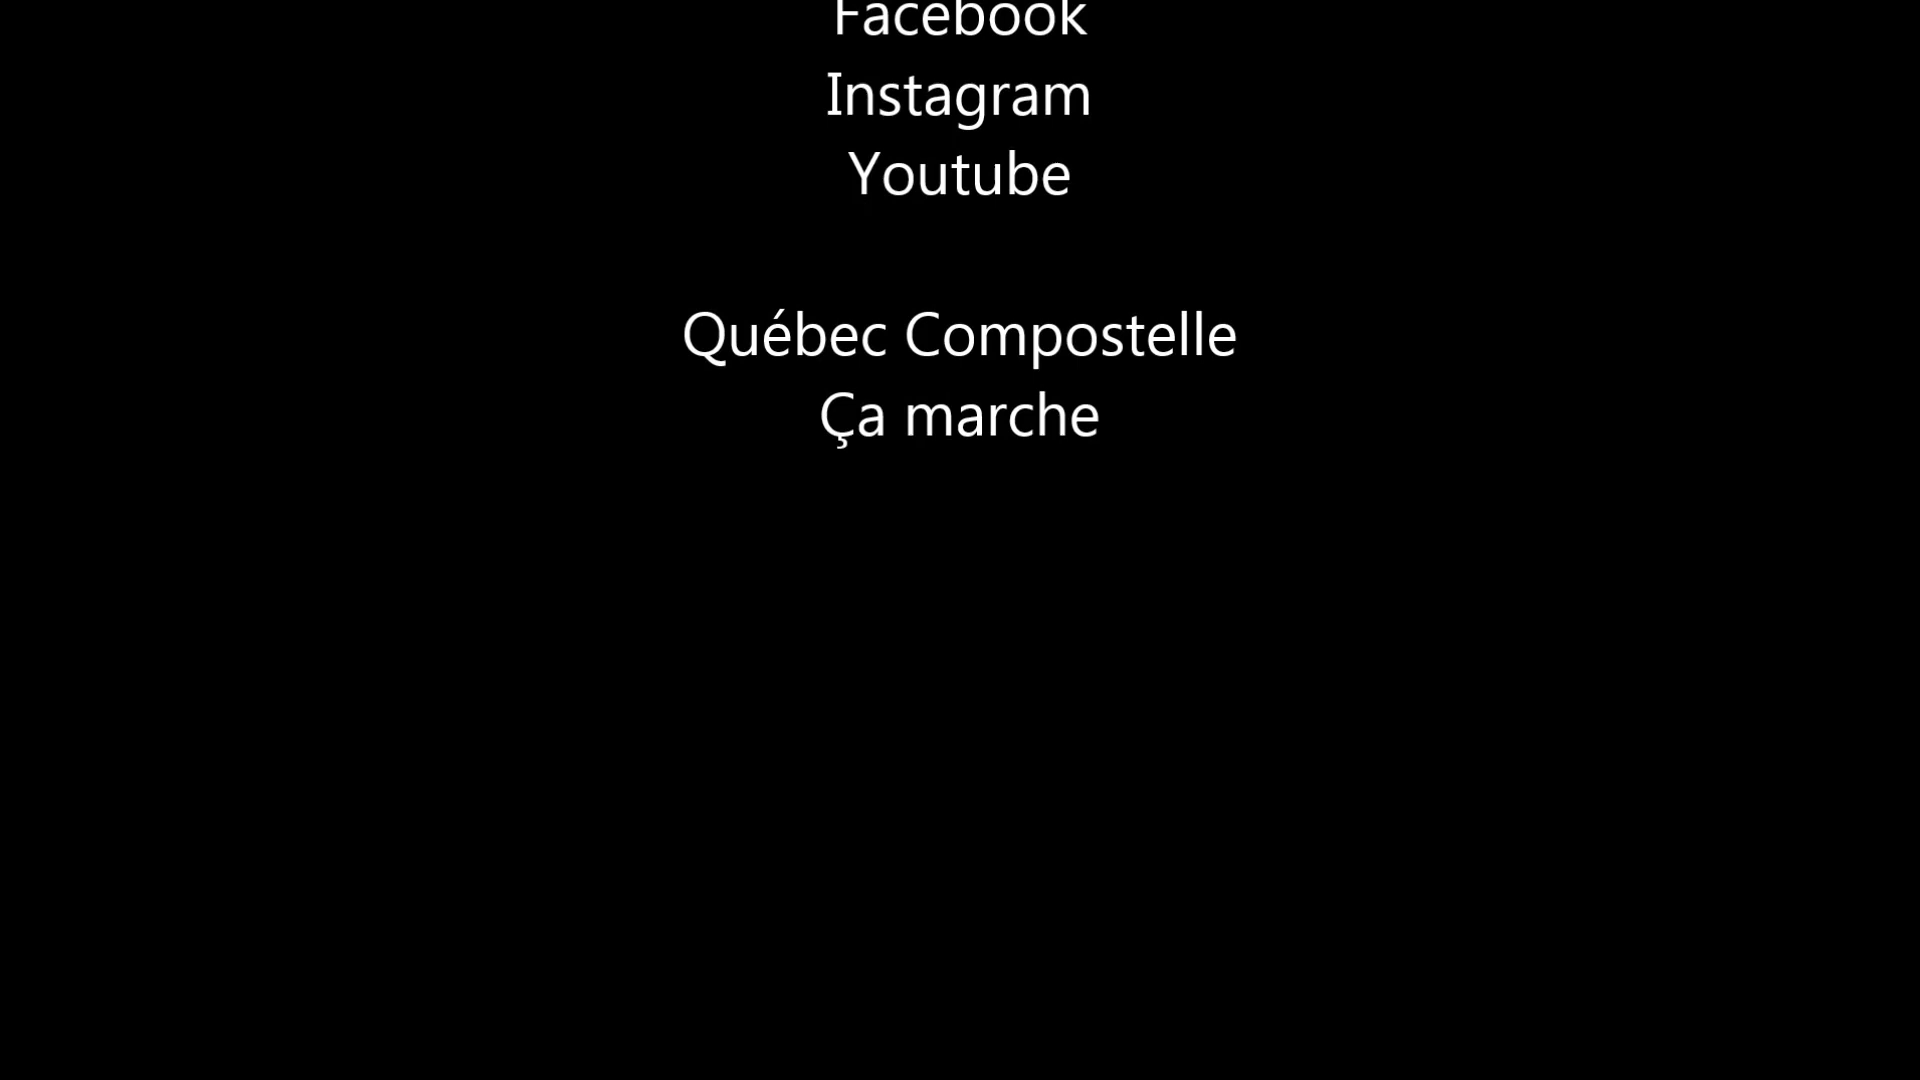 Facebook
Instagram
Youtube
Québec Compostelle
Ça marche